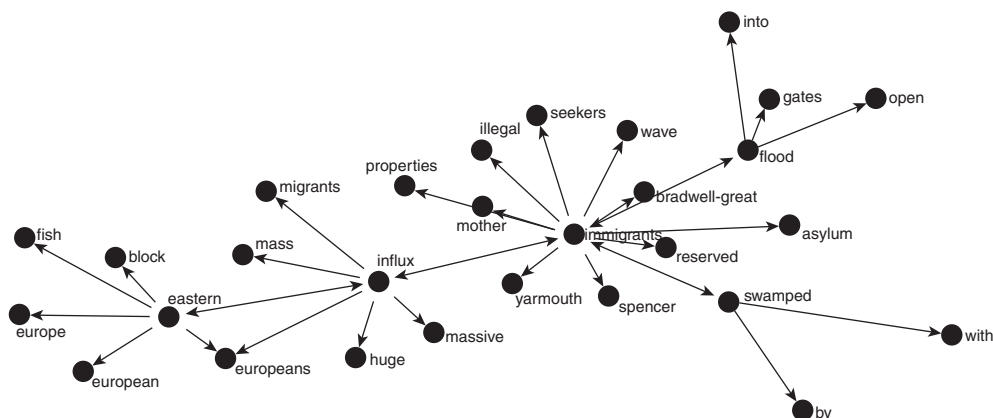 into
gates
open
seekers
illegal
wave
flood
properties
migrants
bradwell-great
mother
fish
immigrants
asylum
mass
block
influx
reserved
eastern
yarmouth
spencer
swamped
europe
massive
with
huge
europeans
european
by